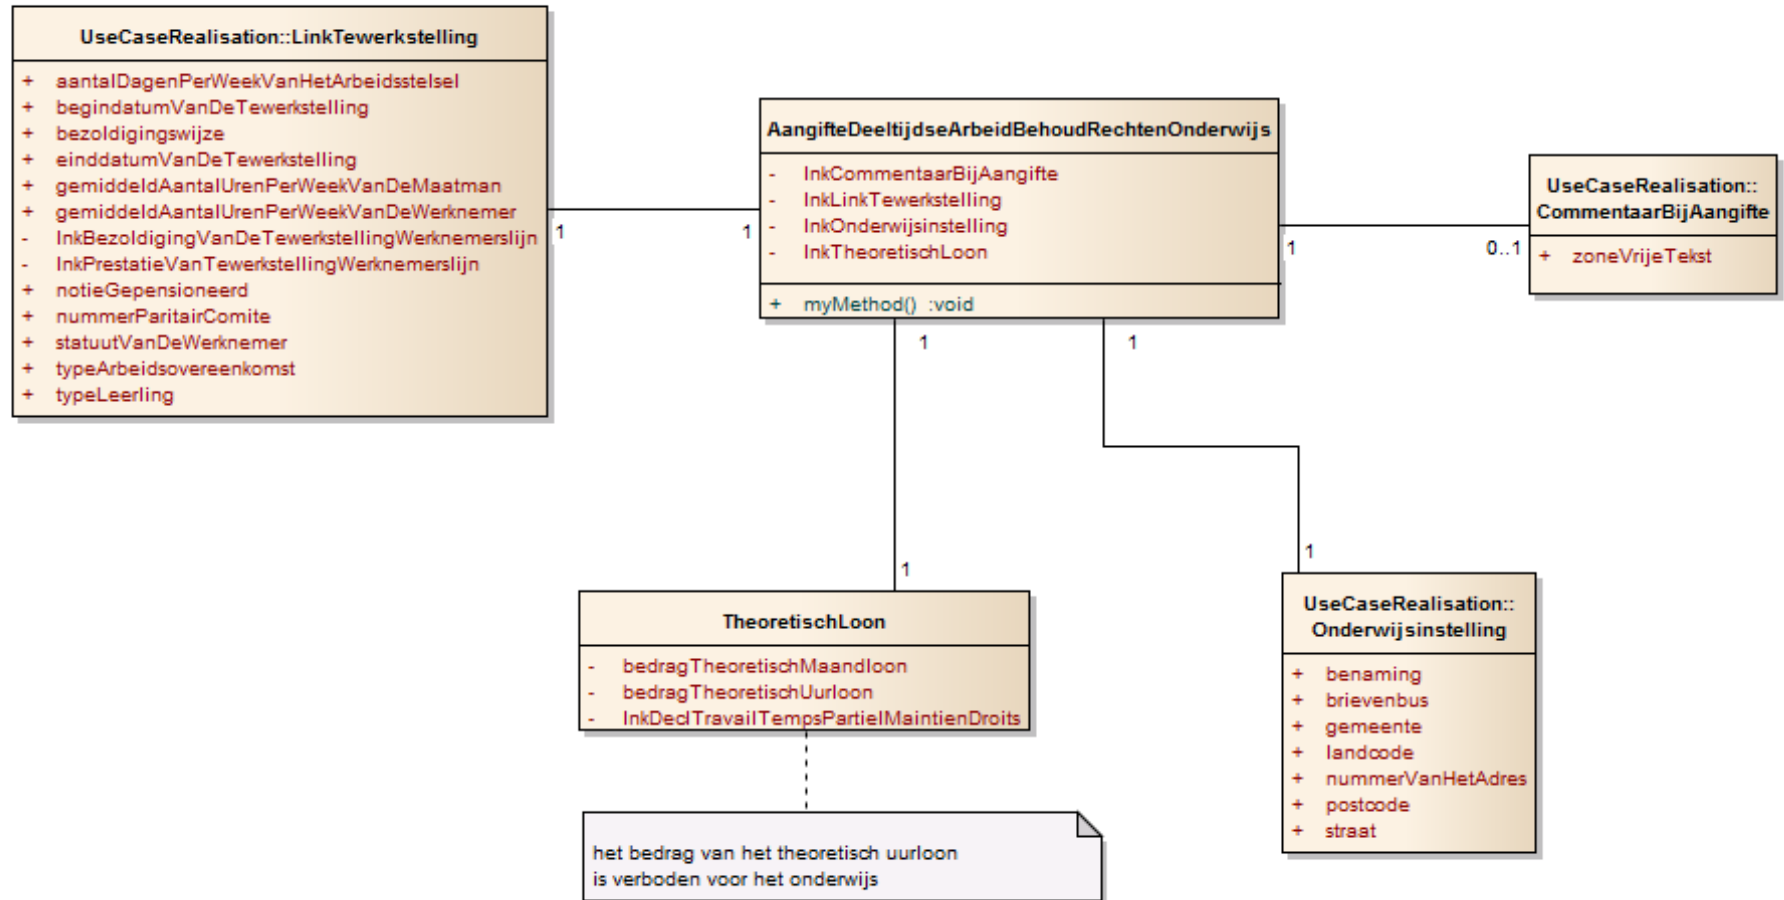 UseCaseRealisation::LinkTewerkstelling
+ aantalDagenPerWeekVanHetArbeidsstelsel
+ begindatumVanDeTewerkstelling
+ bezoldigingswijze
+ einddatumVanDeTewerkstelling
+ gemiddeldAantalUrenPerWeekVanDeMaatman
+ gemiddeldAantalUrenPerWeekVanDeWerknemer
- lnkBezoldigingVanDeTewerkstellingWerknemerslijn
- lnkPrestatieVanTewerkstellingWerknemerslijn
+ notieGepensioneerd
+ nummerParitairComite
+ statuutVanDeWerknemer
+ typeArbeidsovereenkomst
+ typeLeerling
1
1
AangifteDeeltijdseArbeidBehoudRechtenOnderwijs
- lnkCommentaarBijAangifte
- lnkLinkTewerkstelling
- lnkOnderwijsinstelling
- lnkTheoretischLoon
+ myMethod() :void
1
0..1
UseCaseRealisation::
CommentaarBijAangifte
+ zoneVrijeTekst
1
1
1
1
TheoretischLoon
- bedragTheoretischMaandloon
- bedragTheoretischUurloon
- lnkDeclTravailTempsPartielMaintienDroits
het bedrag van het theoretisch uurloon
is verboden voor het onderwijs
UseCaseRealisation::
Onderwijsinstelling
+ benaming
+ brievenbus
+ gemeente
+ landcode
+ nummerVanHetAdres
+ postcode
+ straat